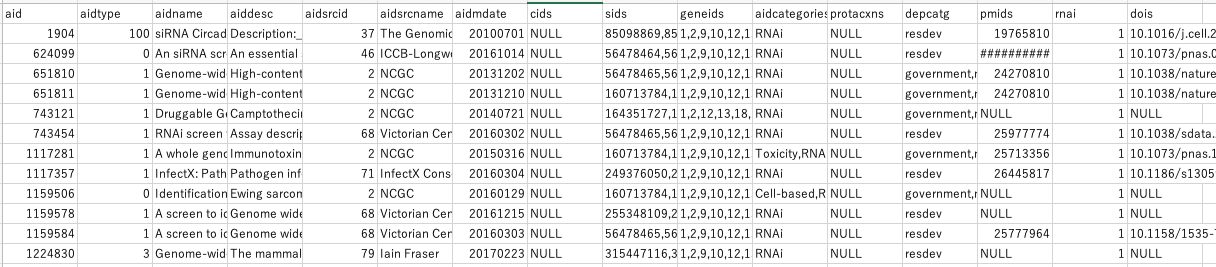 aid aidtype aidname aiddesc aidsrcid aidsrcname aidmdate cids sids geneids aidcategories protacxns depcatg pmids rnai dois
1904 100 siRNA Circad Description:_ 37 The Genomic 20100701 NULL 85098869,85 1,2,9,10,12,1 RNAi NULL resdev 19765810 1 10.1016/j.cell.2
624099 0 An siRNA scr An essential 46 ICCB-Longw 20161014 NULL 56478464,56 1,2,9,10,12,1 RNAi NULL resdev ########## 1 10.1073/pnas.0
651810 1 Genome-wid High-content 2 NCGC 20131202 NULL 56478465,56 1,2,9,10,12,1 RNAi NULL government,r 24270810 1 10.1038/nature
651811 1 Genome-wid High-content 2 NCGC 20131210 NULL 160713784,1 1,2,9,10,12,1 RNAi NULL government,r 24270810 1 10.1038/nature
743121 1 Druggable Ge Camptotheci 2 NCGC 20140721 NULL 164351727,1 1,2,12,13,18, RNAi NULL government,r NULL 1 NULL
743454 1 RNAi screen Assay descrip 68 Victorian Cen 20160302 NULL 56478465,56 1,2,9,10,12,1 RNAi NULL resdev 25977774 1 10.1038/sdata.
1117281 1 A whole genc Immunotoxin 2 NCGC 20150316 NULL 160713784,1 1,2,9,10,12,1 Toxicity,RNA NULL government,r 25713356 1 10.1073/pnas.1
1117357 1 InfectX: Path Pathogen inf 71 InfectX Cons 20160304 NULL 249376050,2 1,2,9,10,12,1 RNAi NULL resdev 26445817 1 10.1186/s1305
1159506 0 Identification Ewing sarcom 2 NCGC 20160129 NULL 160713784,1 1,2,9,10,12,1 Cell-based,R NULL government,r NULL 1 NULL
1159578 1 A screen to ic Genome wide 68 Victorian Cen 20161215 NULL 255348109,2 1,2,9,10,12,1 RNAi NULL resdev NULL 1 NULL
1159584 1 A screen to ic Genome wide 68 Victorian Cen 20160303 NULL 56478465,56 1,2,9,10,12,1 RNAi NULL resdev 25777964 1 10.1158/1535-7
1224830 3 Genome-wid The mammal 79 Iain Fraser 20170223 NULL 315447116,3 1,2,9,10,12,1 RNAi NULL resdev NULL 1 NULL